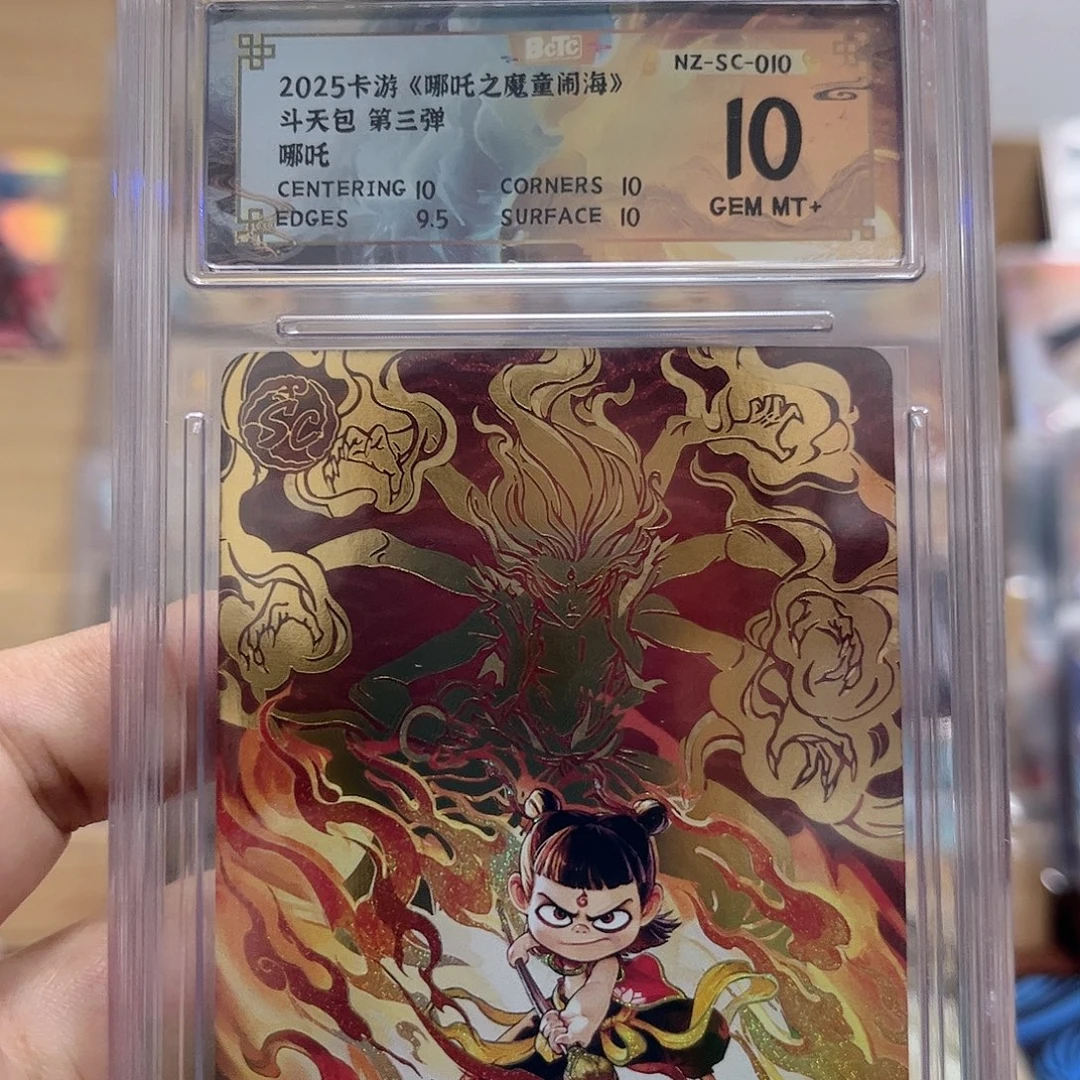 BCTC
NZ-SC-010
2025卡游《哪吒之魔童闹海》
斗天包 第三弹
哪吒
10
GEM MT+
CENTERING 10 CORNERS 10
EDGES 9.5 SURFACE 10
SC